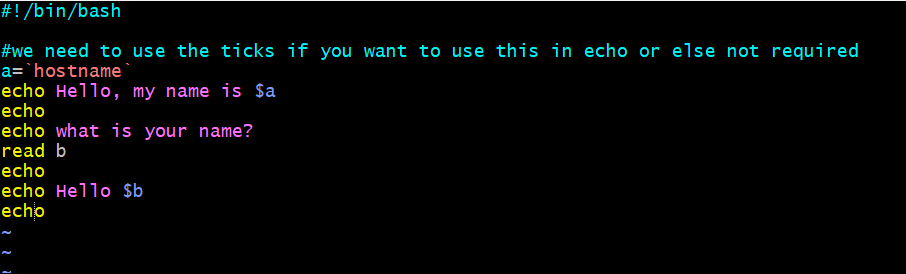 #!/bin/bash
#we need to use the ticks if you want to use this in echo or else not required
a=`hostname`
echo Hello, my name is $a
echo
echo what is your name?
read b
echo
echo Hello $b
echo
~
~
~